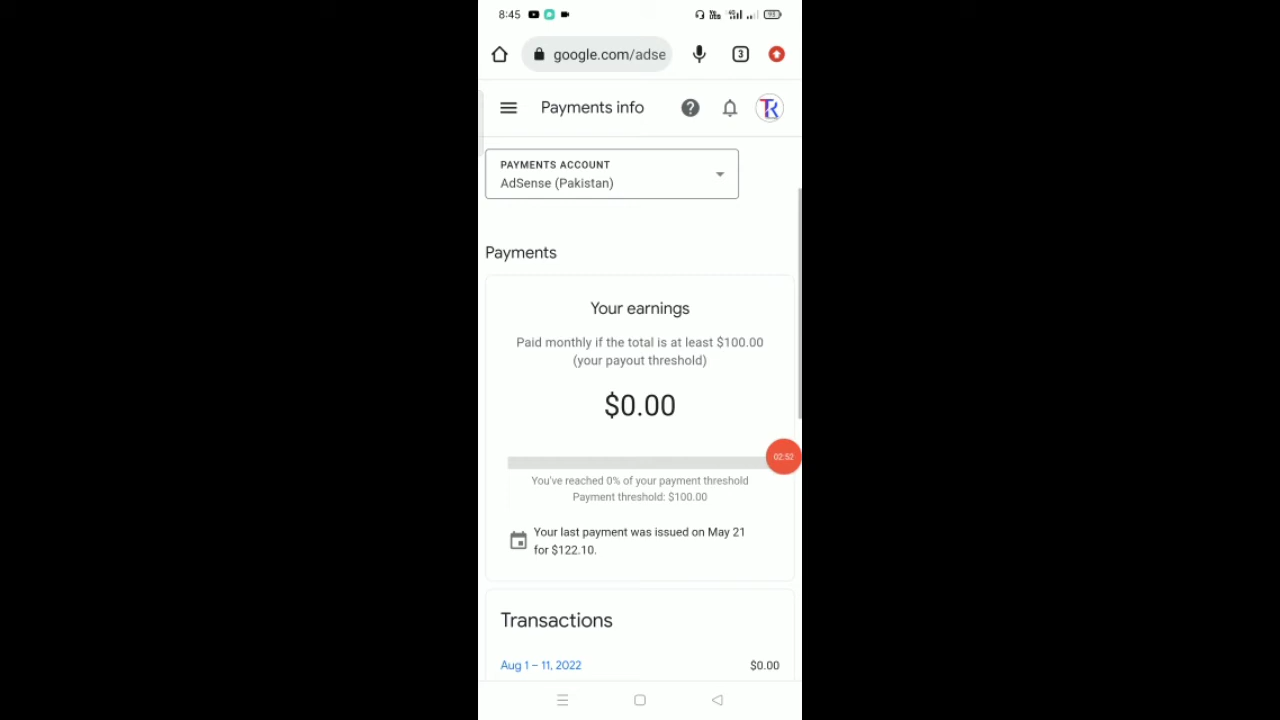 8:45
google.com/adse
3
Payments info
TR
PAYMENTS ACCOUNT
AdSense (Pakistan)
Payments
Your earnings
Paid monthly if the total is at least $100.00
(your payout threshold)
$0.00
02:52
You've reached 0% of your payment threshold
Payment threshold: $100.00
Your last payment was issued on May 21
for $122.10.
Transactions
Aug 1 – 11, 2022 $0.00